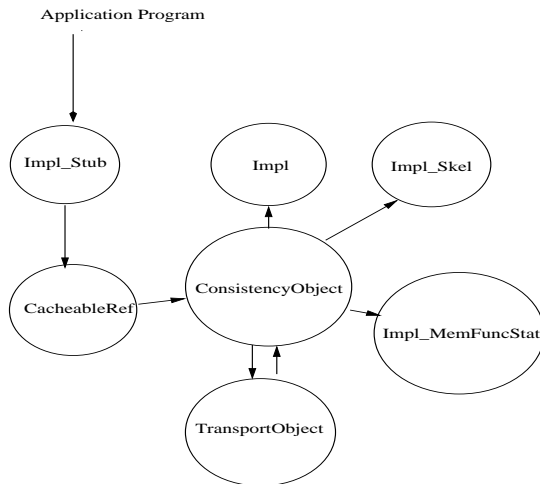 Application Program
Impl_Stub
Impl
Impl_Skel
CacheableRef
ConsistencyObject
Impl_MemFuncStat
TransportObject